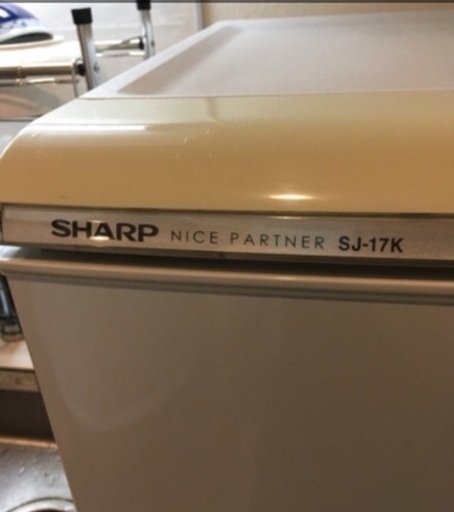 SHARP NICE PARTNER SJ-17K